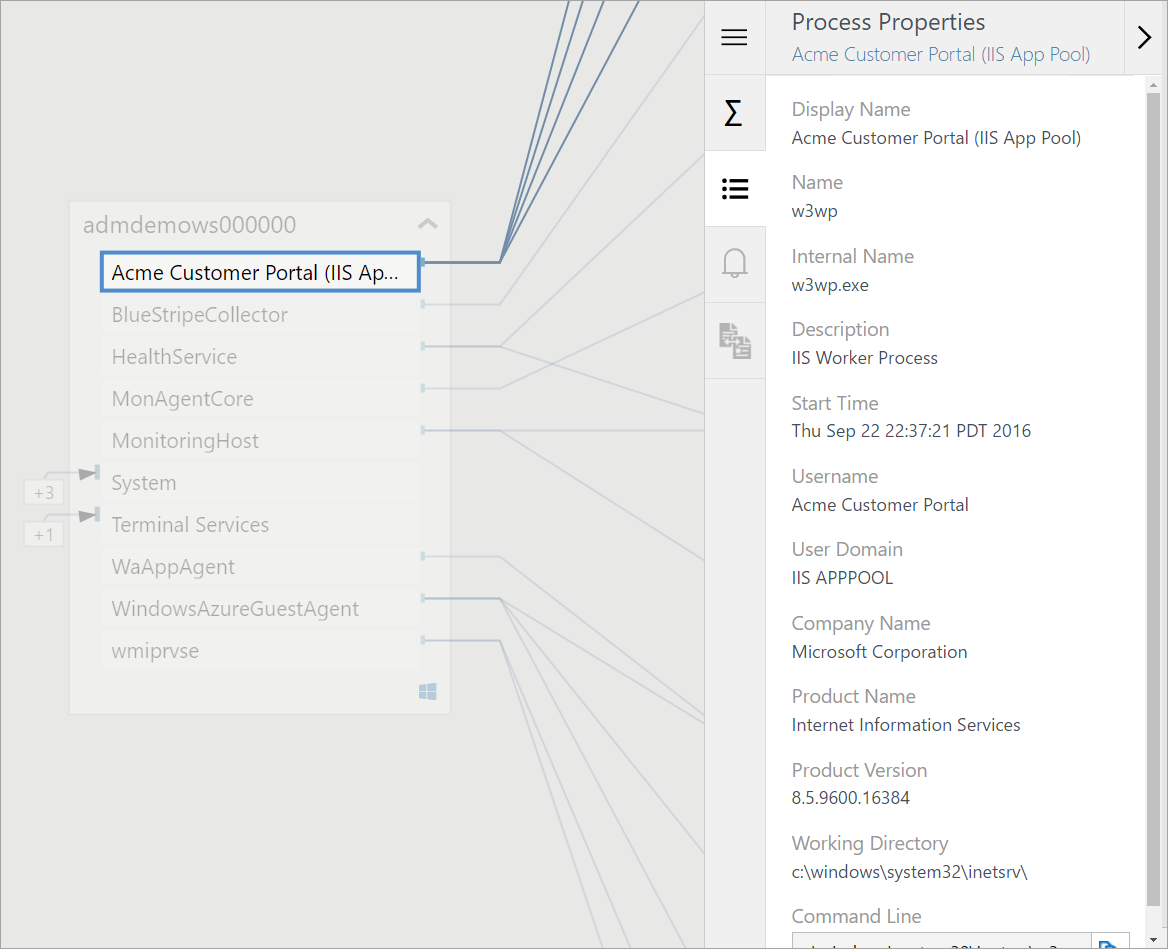 admdemows000000
Acme Customer Portal (IIS Ap...
BlueStripeCollector
HealthService
MonAgentCore
MonitoringHost
System
+3
Terminal Services
+1
WaAppAgent
WindowsAzureGuestAgent
wmiprvse
Process Properties
Acme Customer Portal (IIS App Pool)
Display Name
Acme Customer Portal (IIS App Pool)
Name
w3wp
Internal Name
w3wp.exe
Description
IIS Worker Process
Start Time
Thu Sep 22 22:37:21 PDT 2016
Username
Acme Customer Portal
User Domain
IIS APPPOOL
Company Name
Microsoft Corporation
Product Name
Internet Information Services
Product Version
8.5.9600.16384
Working Directory
c:\windows\system32\inetsrv\
Command Line